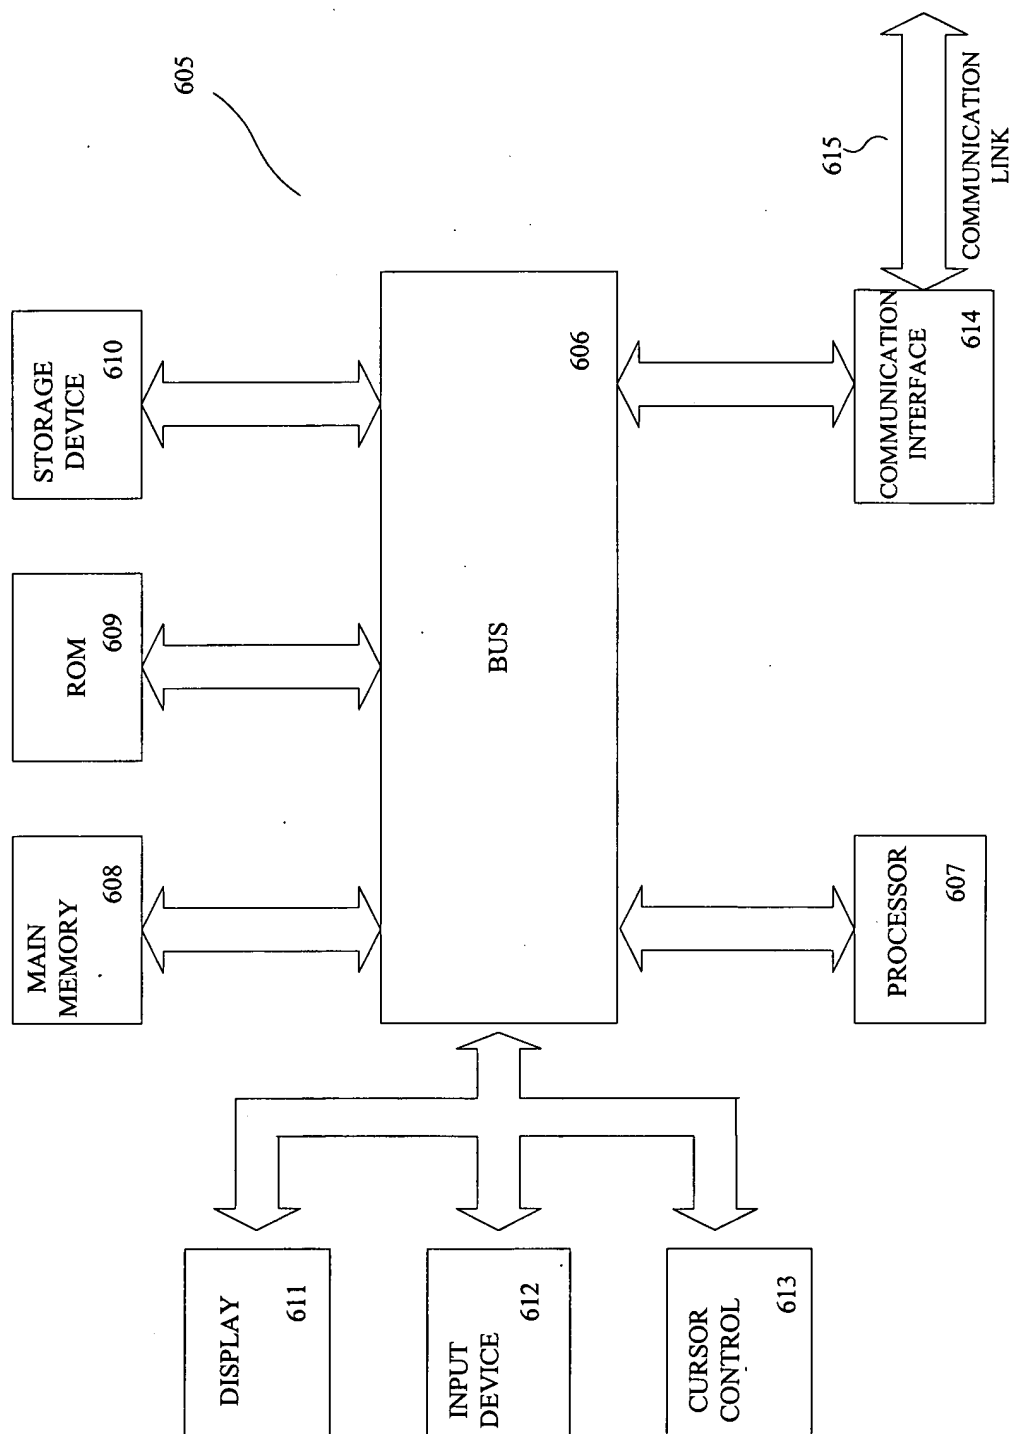 605
MAIN
MEMORY
608
ROM
609
STORAGE
DEVICE
610
DISPLAY
611
INPUT
DEVICE
612
CURSOR
CONTROL
613
BUS
606
PROCESSOR
607
COMMUNICATION
INTERFACE
614
615
COMMUNICATION
LINK